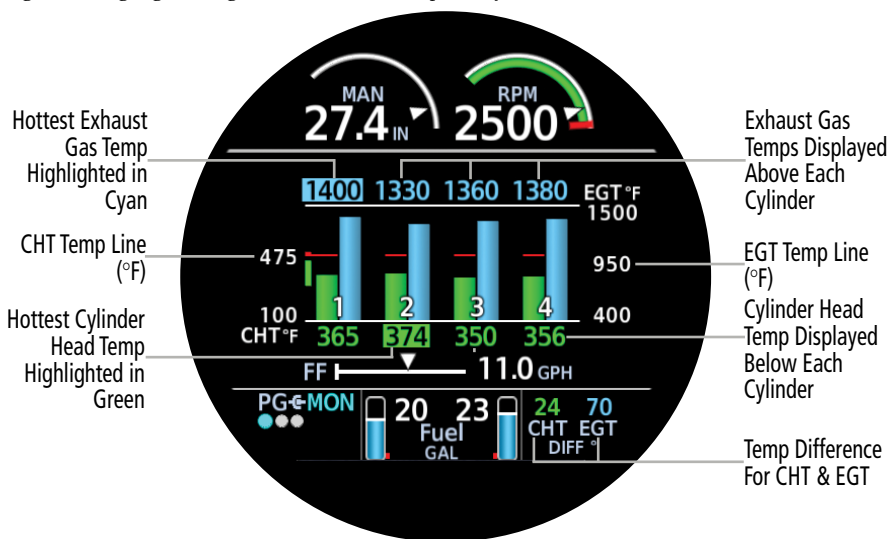 MAN
27.4 IN
RPM
2500
Hottest Exhaust
Gas Temp
Highlighted in
Cyan
Exhaust Gas
Temps Displayed
Above Each
Cylinder
1400 1330 1360 1380 EGT°F
1500
CHT Temp Line
(°F)
475
950
EGT Temp Line
(°F)
1 2 3 4
100
400
CHT°F 365 374 350 356
Hottest Cylinder
Head Temp
Highlighted in
Green
Cylinder Head
Temp Displayed
Below Each
Cylinder
FF 11.0 GPH
PG MON
20 23
Fuel
GAL
24 70
CHT EGT
DIFF °
Temp Difference
For CHT & EGT